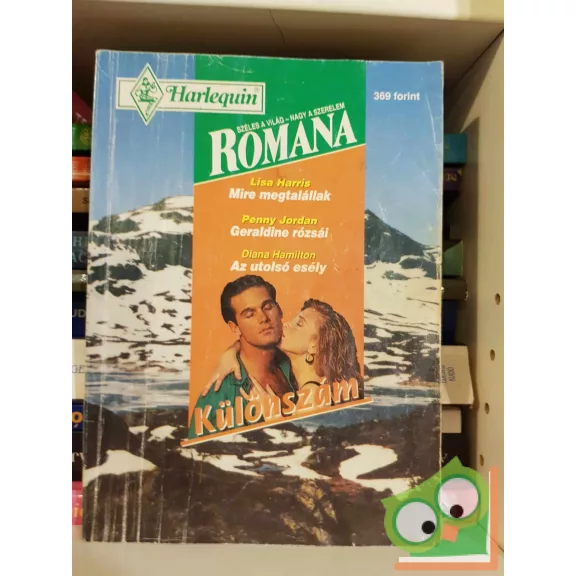 Harlequin
369 forint
SZÉLES A VILÁG – NAGY A SZERELEM
ROMANA
Lisa Harris
Mire megtalállak
Penny Jordan
Geraldine rózsái
Diana Hamilton
Az utolsó esély
Különszám